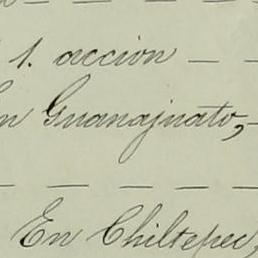 1. accion — —
en Guanajuato, —
— — — — —
En Chiltepec,